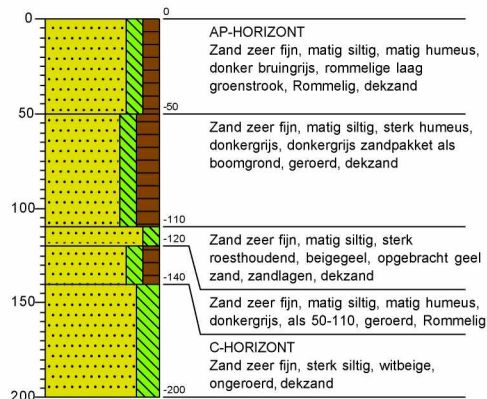 0
50
100
150
200
0
-50
-110
-120
-140
-200
AP-HORIZONT
Zand zeer fijn, matig siltig, matig humeus,
donker bruingrijs, rommelige laag
groenstrook, Rommelig, dekzand
Zand zeer fijn, matig siltig, sterk humeus,
donkergrijs, donkergrijs zandpakket als
boomgrond, geroerd, dekzand
Zand zeer fijn, matig siltig, sterk
roesthoudend, beigegeel, opgebracht geel
zand, zandlagen, dekzand
Zand zeer fijn, matig siltig, matig humeus,
donkergrijs, als 50-110, geroerd, Rommelig
C-HORIZONT
Zand zeer fijn, sterk siltig, witbeige,
ongeroerd, dekzand